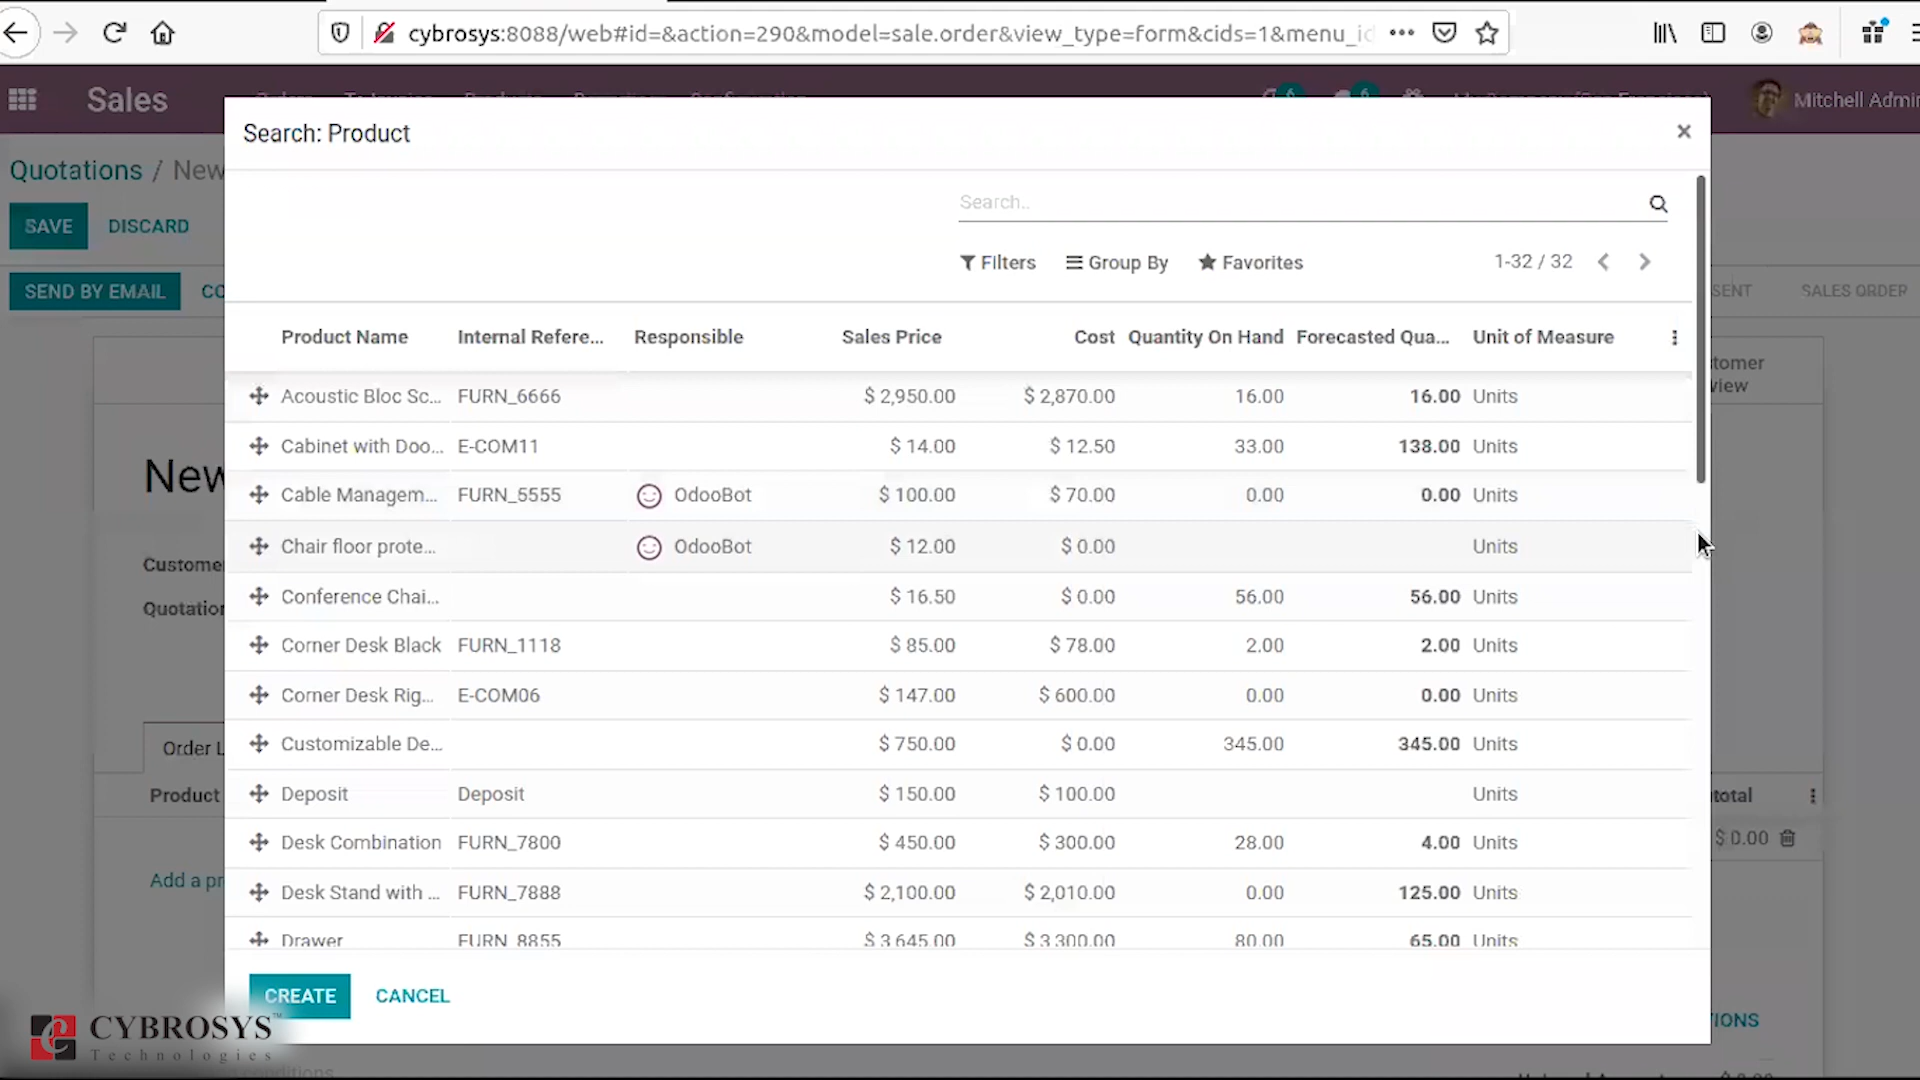 cybrosys:8088/web#id=&action=290&model=sale.order&view_type=form&cids=1&menu_id
Sales
6
6
Mitchell Admin
Quotations / New
SAVE DISCARD
SEND BY EMAIL
SENT SALES ORDER
New
Order L
Product
$ 0.00
Search: Product
×
Search..
Filters Group By Favorites 1-32 / 32
Product Name Internal Refere... Responsible Sales Price Cost Quantity On Hand Forecasted Qua... Unit of Measure
Acoustic Bloc Sc... FURN_6666 $ 2,950.00 $ 2,870.00 16.00 16.00 Units
Cabinet with Doo... E-COM11 $ 14.00 $ 12.50 33.00 138.00 Units
Cable Managem... FURN_5555 OdooBot $ 100.00 $ 70.00 0.00 0.00 Units
Chair floor prote... OdooBot $ 12.00 $ 0.00 Units
Conference Chai... $ 16.50 $ 0.00 56.00 56.00 Units
Corner Desk Black FURN_1118 $ 85.00 $ 78.00 2.00 2.00 Units
Corner Desk Rig... E-COM06 $ 147.00 $ 600.00 0.00 0.00 Units
Customizable De... $ 750.00 $ 0.00 345.00 345.00 Units
Deposit Deposit $ 150.00 $ 100.00 Units
Desk Combination FURN_7800 $ 450.00 $ 300.00 28.00 4.00 Units
Desk Stand with ... FURN_7888 $ 2,100.00 $ 2,010.00 0.00 125.00 Units
Drawer FURN_8855 $ 3,645.00 $ 3,300.00 80.00 65.00 Units
CREATE CANCEL
CYBROSYS™
Technologies
conditions